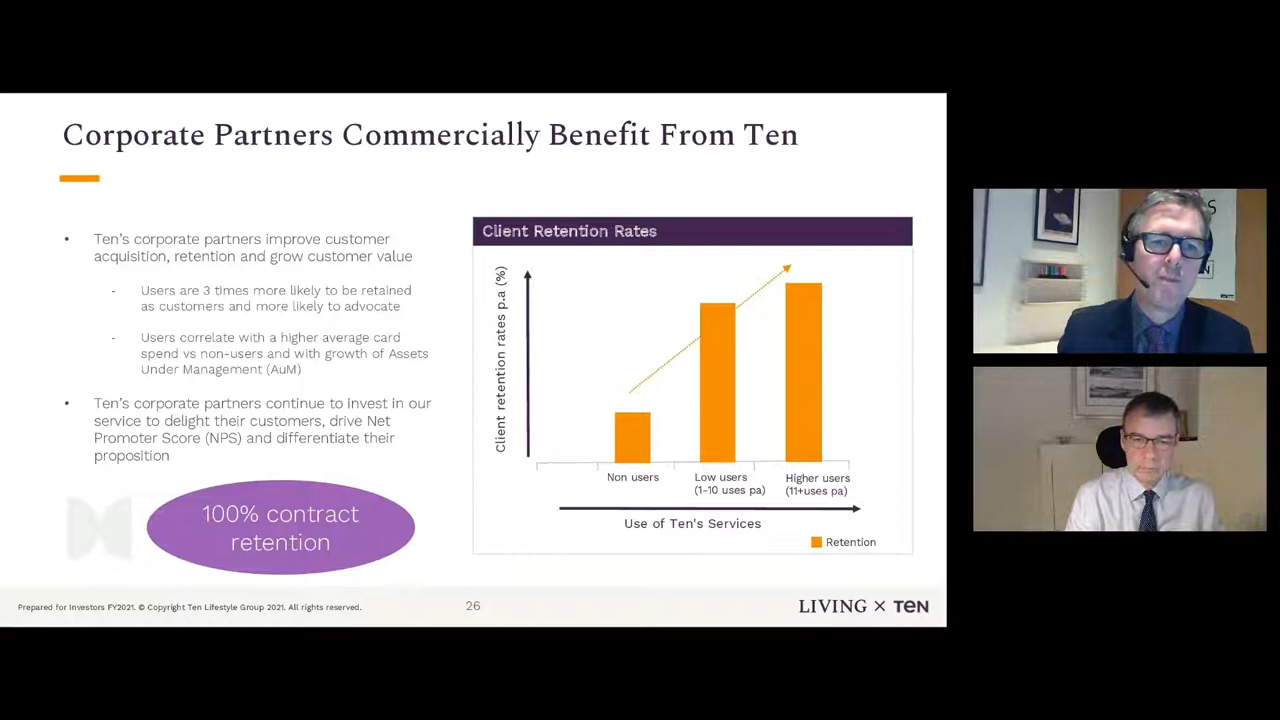 Corporate Partners Commercially Benefit From Ten
• Ten's corporate partners improve customer
acquisition, retention and grow customer value
- Users are 3 times more likely to be retained
as customers and more likely to advocate
- Users correlate with a higher average card
spend vs non-users and with growth of Assets
Under Management (AuM)
• Ten's corporate partners continue to invest in our
service to delight their customers, drive Net
Promoter Score (NPS) and differentiate their
proposition
100% contract
retention
Client Retention Rates
Client retention rates p.a (%)
Non users
Low users
(1-10 uses pa)
Higher users
(11+uses pa)
Use of Ten's Services
Retention
Prepared for Investors FY2021. © Copyright Ten Lifestyle Group 2021. All rights reserved.
26
LIVING × TEN